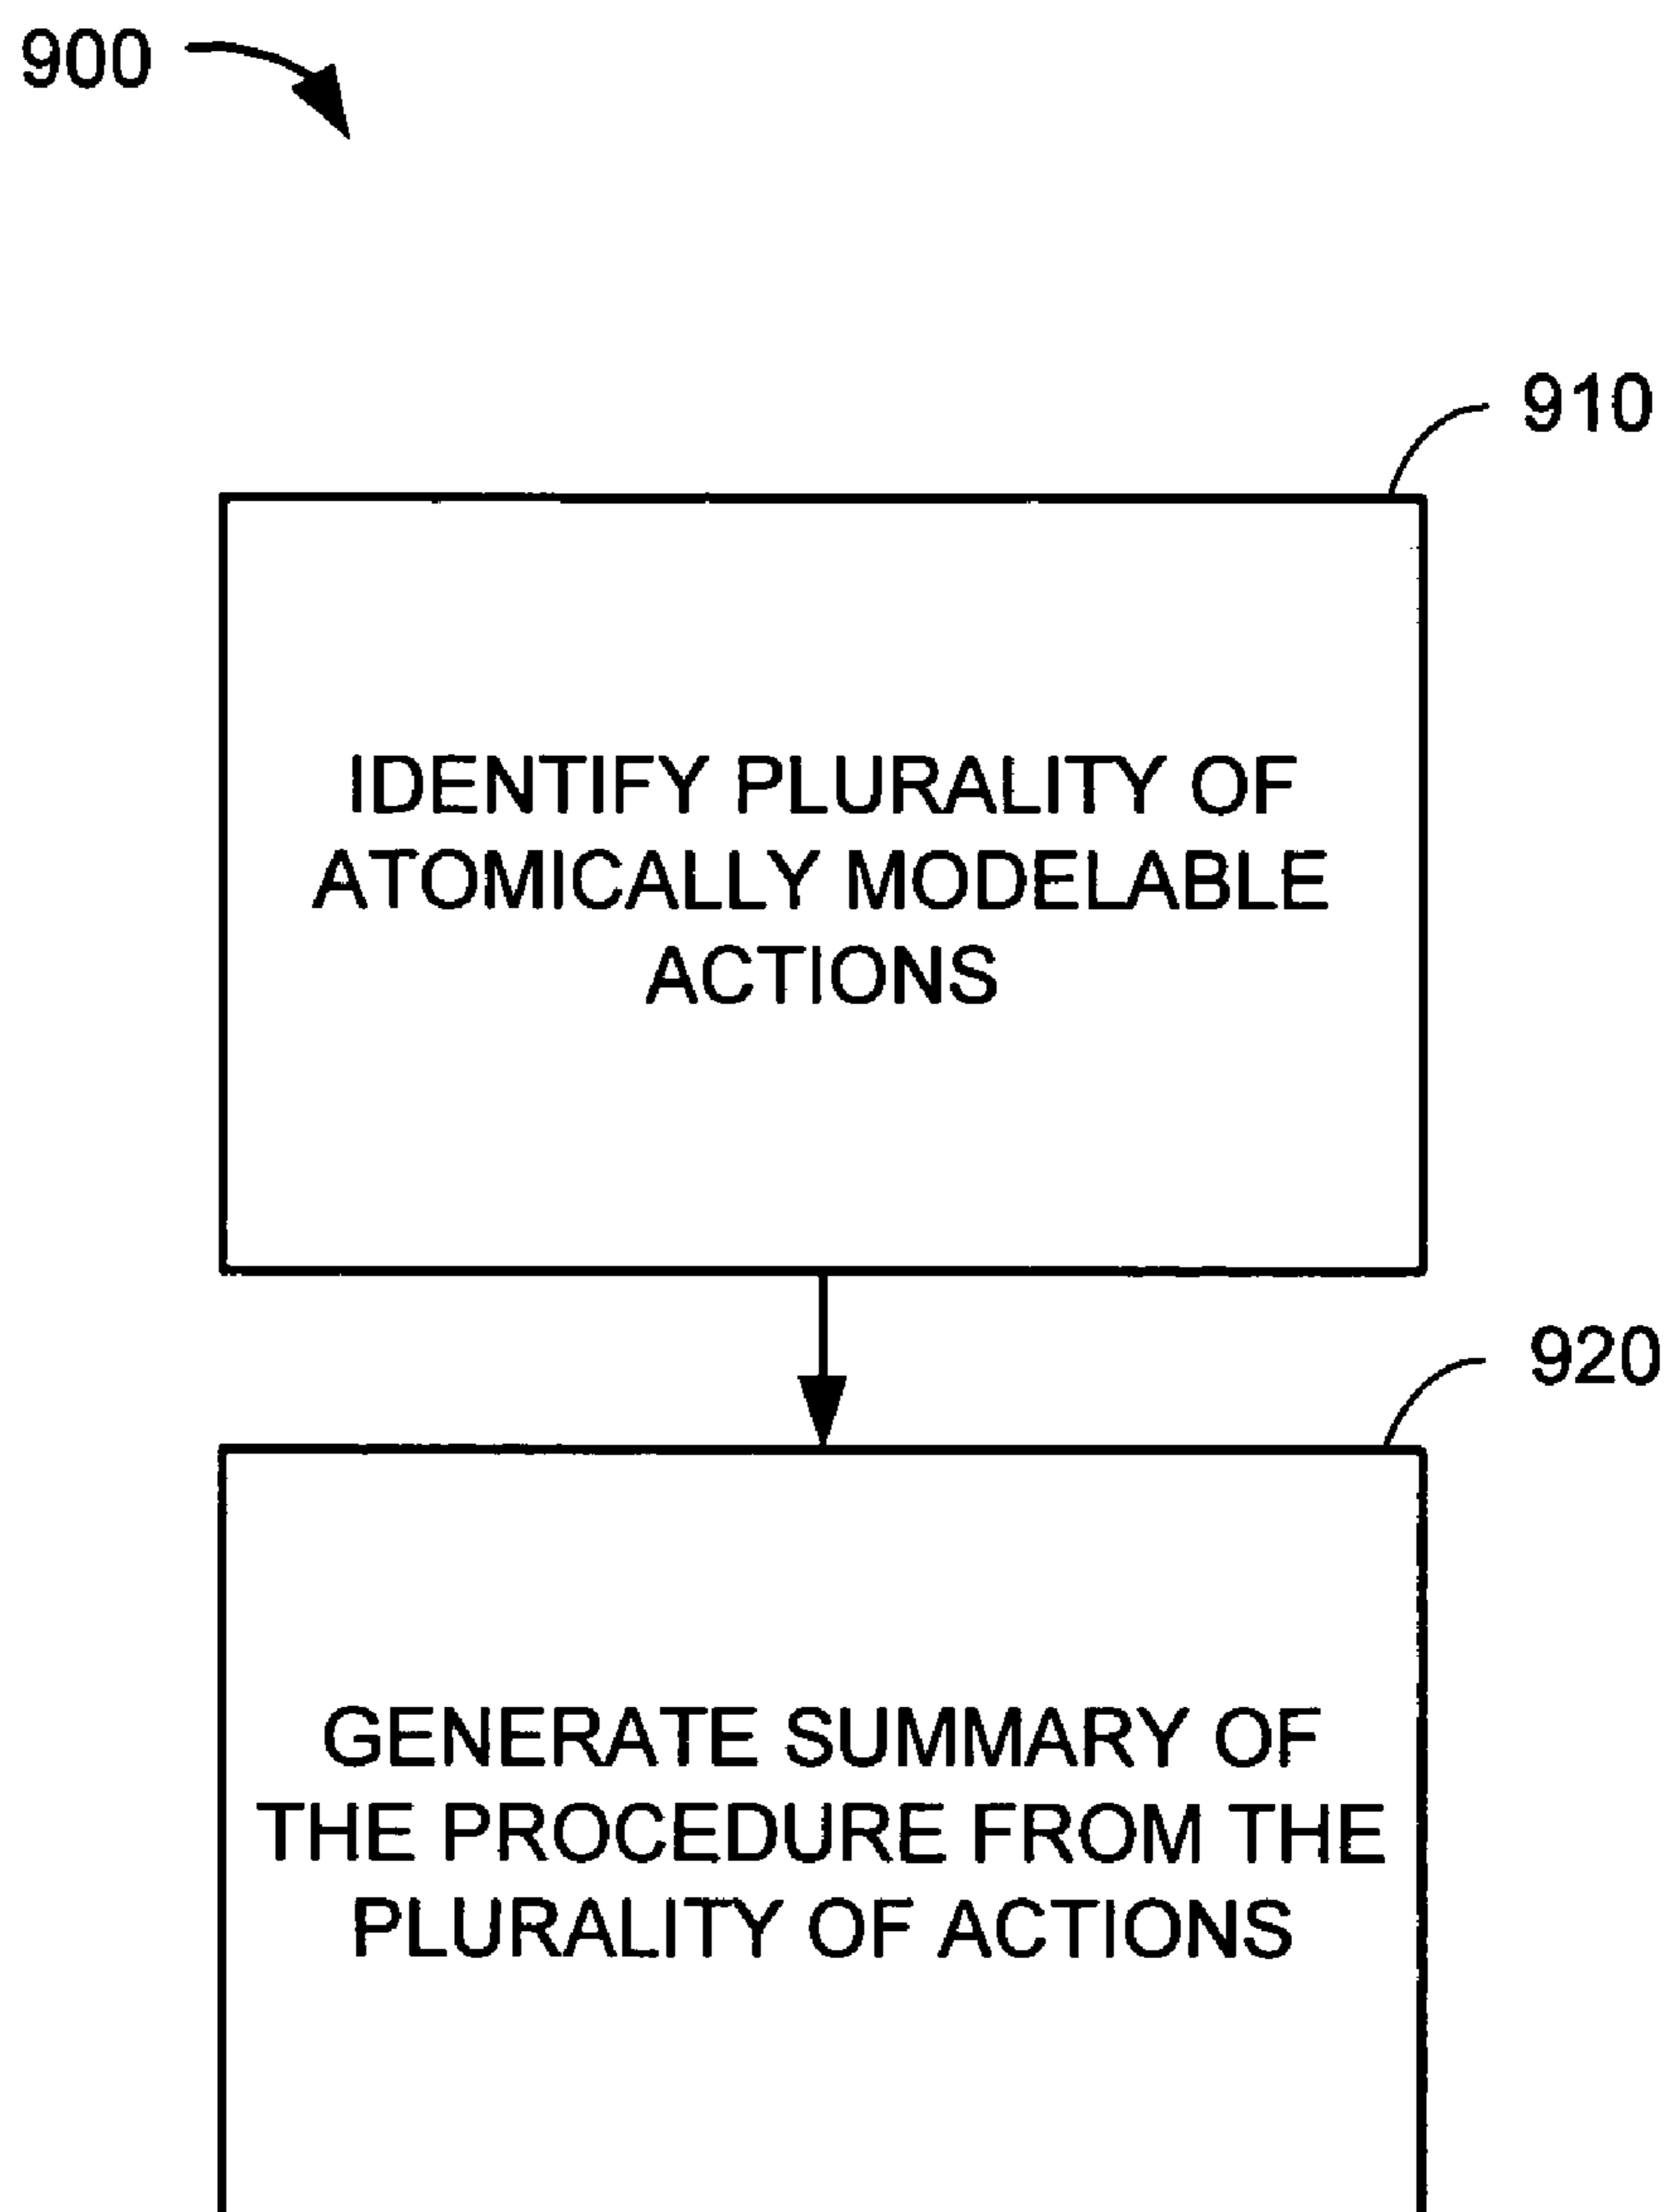 900
910
IDENTIFY PLURALITY OF
ATOMICALLY MODELABLE
ACTIONS
920
GENERATE SUMMARY OF
THE PROCEDURE FROM THE
PLURALITY OF ACTIONS